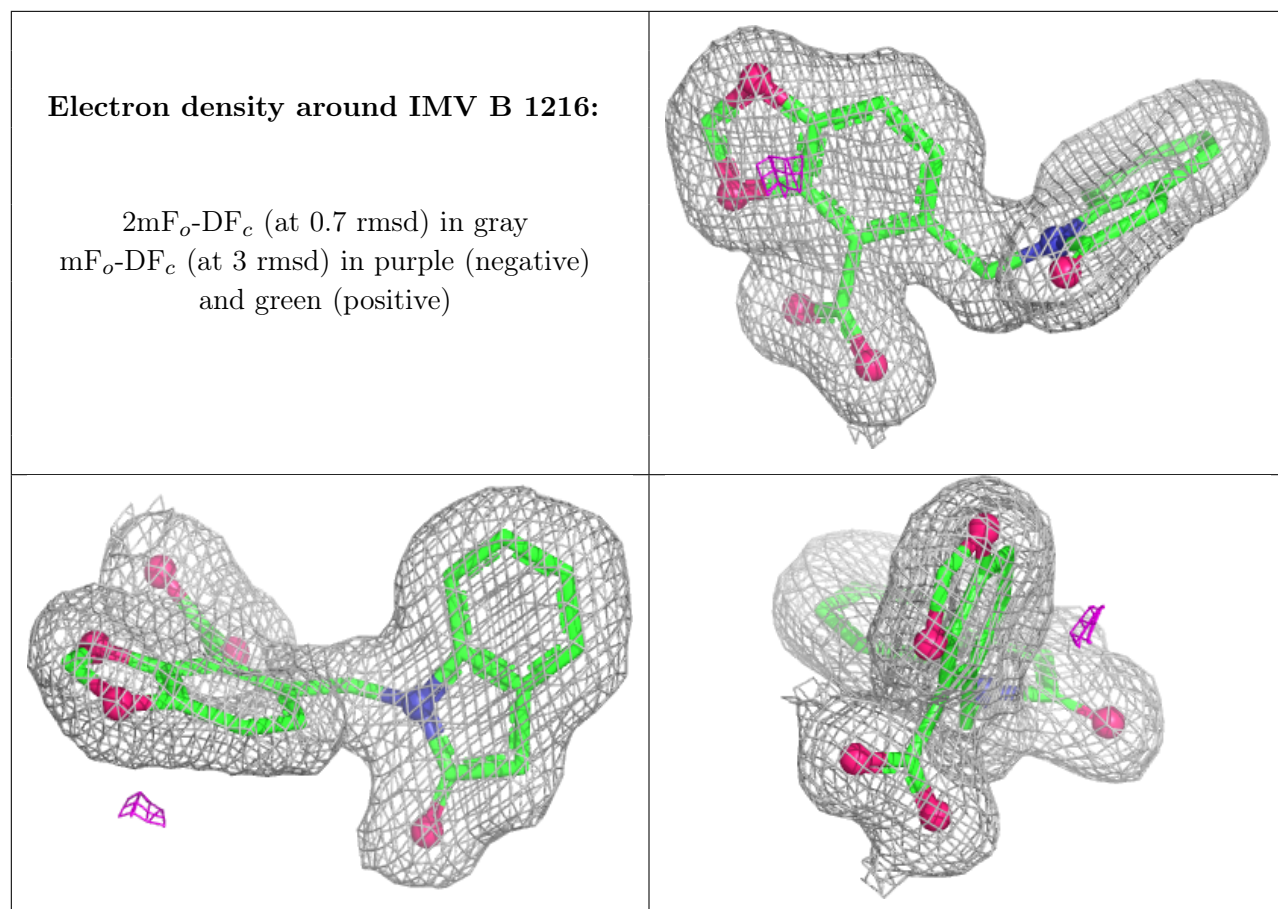 Electron density around IMV B 1216:
2mFo-DFc (at 0.7 rmsd) in gray
mFo-DFc (at 3 rmsd) in purple (negative)
and green (positive)